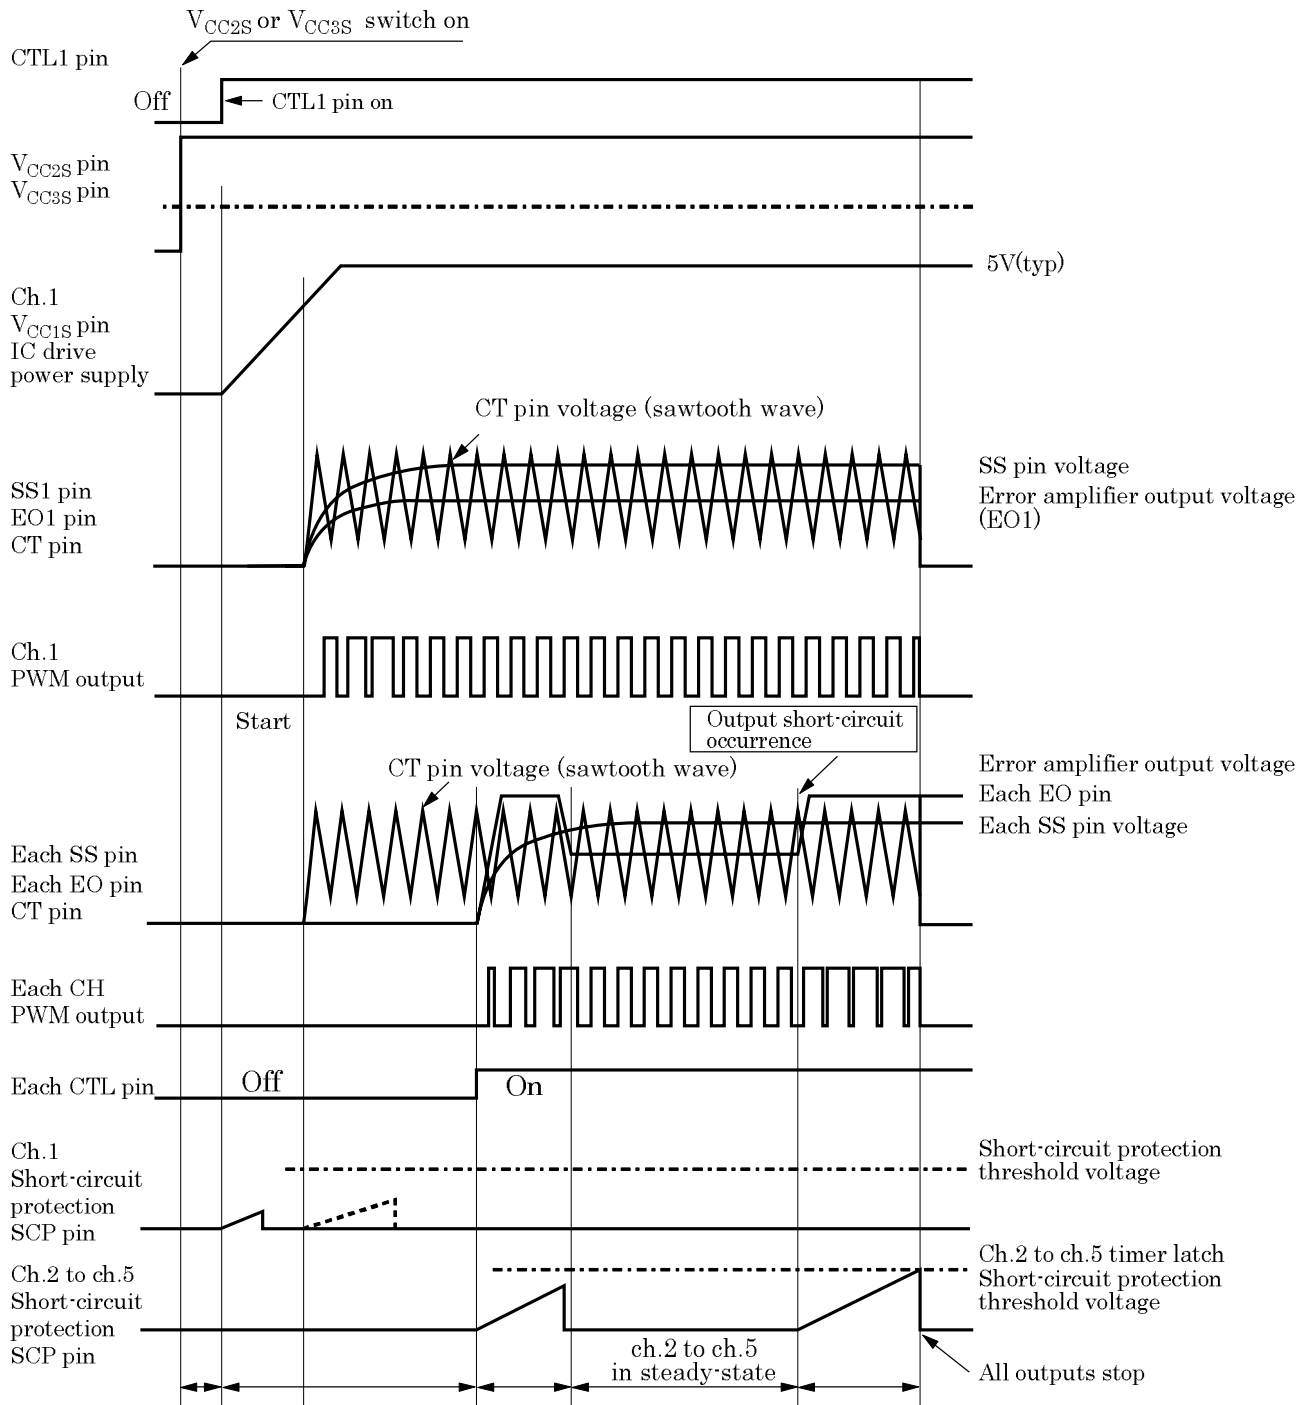 VCC2S or VCC3S switch on
CTL1 pin
Off
CTL1 pin on
VCC2S pin
VCC3S pin
5V(typ)
Ch.1
VCC1S pin
IC drive
power supply
CT pin voltage (sawtooth wave)
SS1 pin
EO1 pin
CT pin
SS pin voltage
Error amplifier output voltage
(EO1)
Ch.1
PWM output
Start
Output short-circuit
occurrence
CT pin voltage (sawtooth wave)
Error amplifier output voltage
Each EO pin
Each SS pin voltage
Each SS pin
Each EO pin
CT pin
Each CH
PWM output
Each CTL pin
Off
On
Ch.1
Short-circuit
protection
SCP pin
Short-circuit protection
threshold voltage
Ch.2 to ch.5
Short-circuit
protection
SCP pin
Ch.2 to ch.5 timer latch
Short-circuit protection
threshold voltage
ch.2 to ch.5
in steady-state
All outputs stop